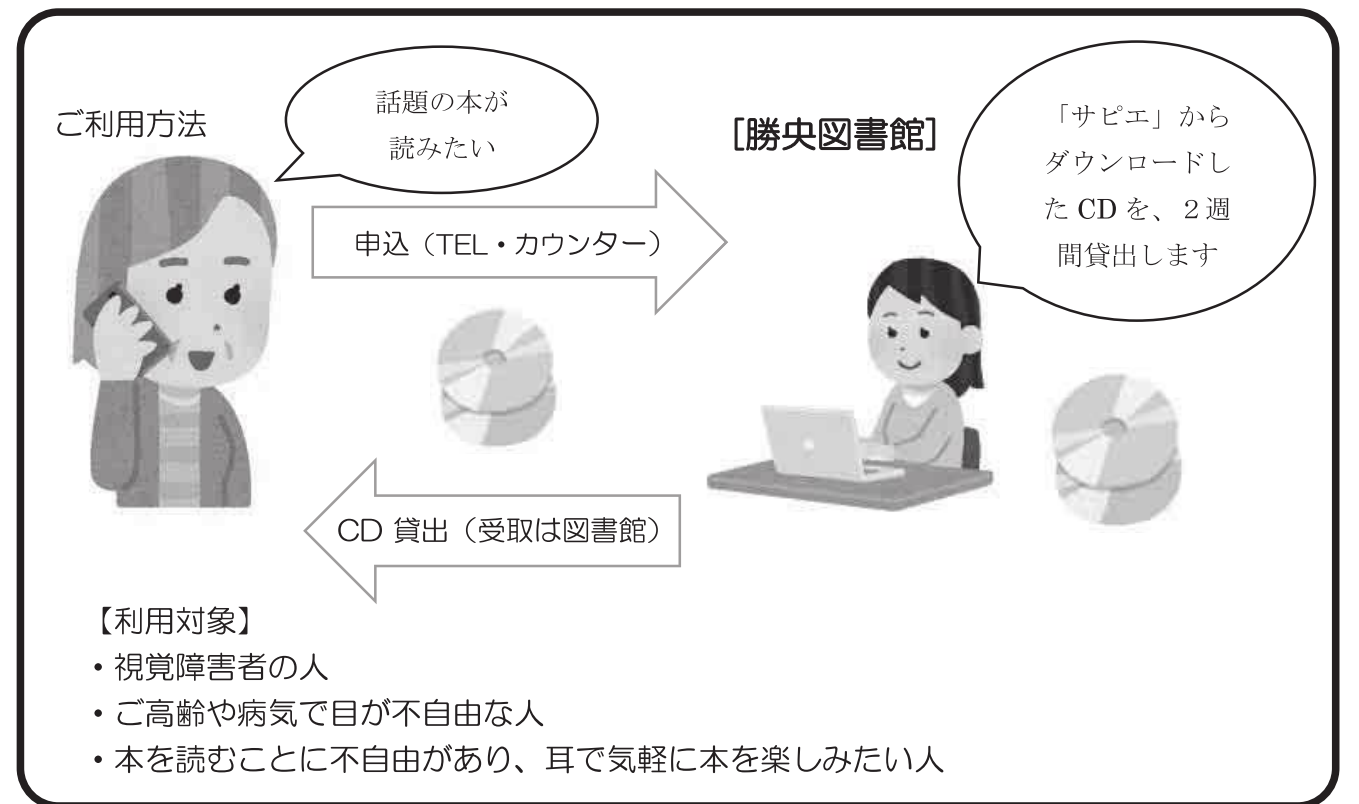 ご利用方法
話題の本が
読みたい
[勝央図書館]
「サピエ」から
ダウンロードし
た CD を、２週
間貸出します
申込（TEL・カウンター）
CD 貸出（受取は図書館）
【利用対象】
・視覚障害者の人
・ご高齢や病気で目が不自由な人
・本を読むことに不自由があり、耳で気軽に本を楽しみたい人